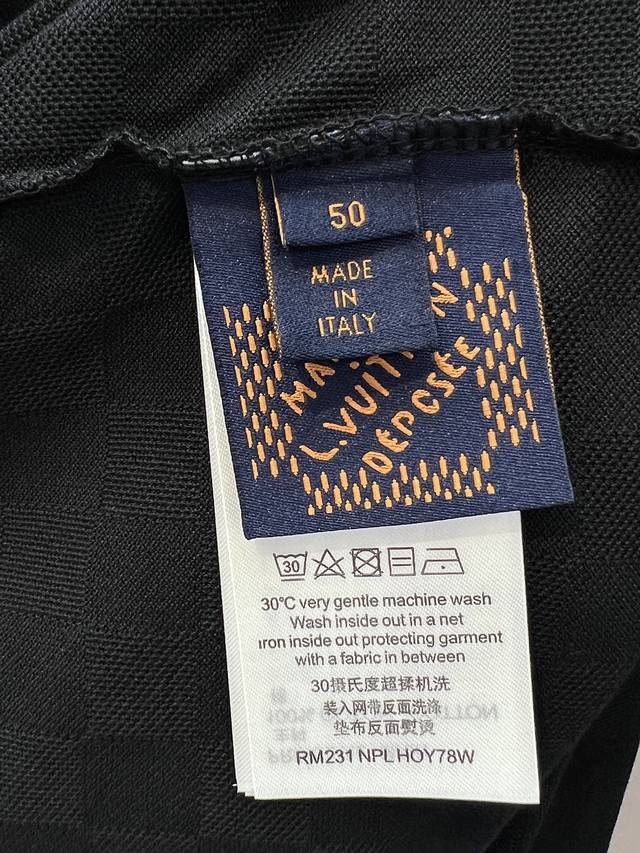 50
MADE
IN
ITALY
L.VUITT N
DEPOSÉE
30
30°C very gentle machine wash
Wash inside out in a net
Iron inside out protecting garment
with a fabric in between
30摄氏度超揉机洗
装入网带反面洗涤
垫布反面熨烫
RM231 NPL HOY78W